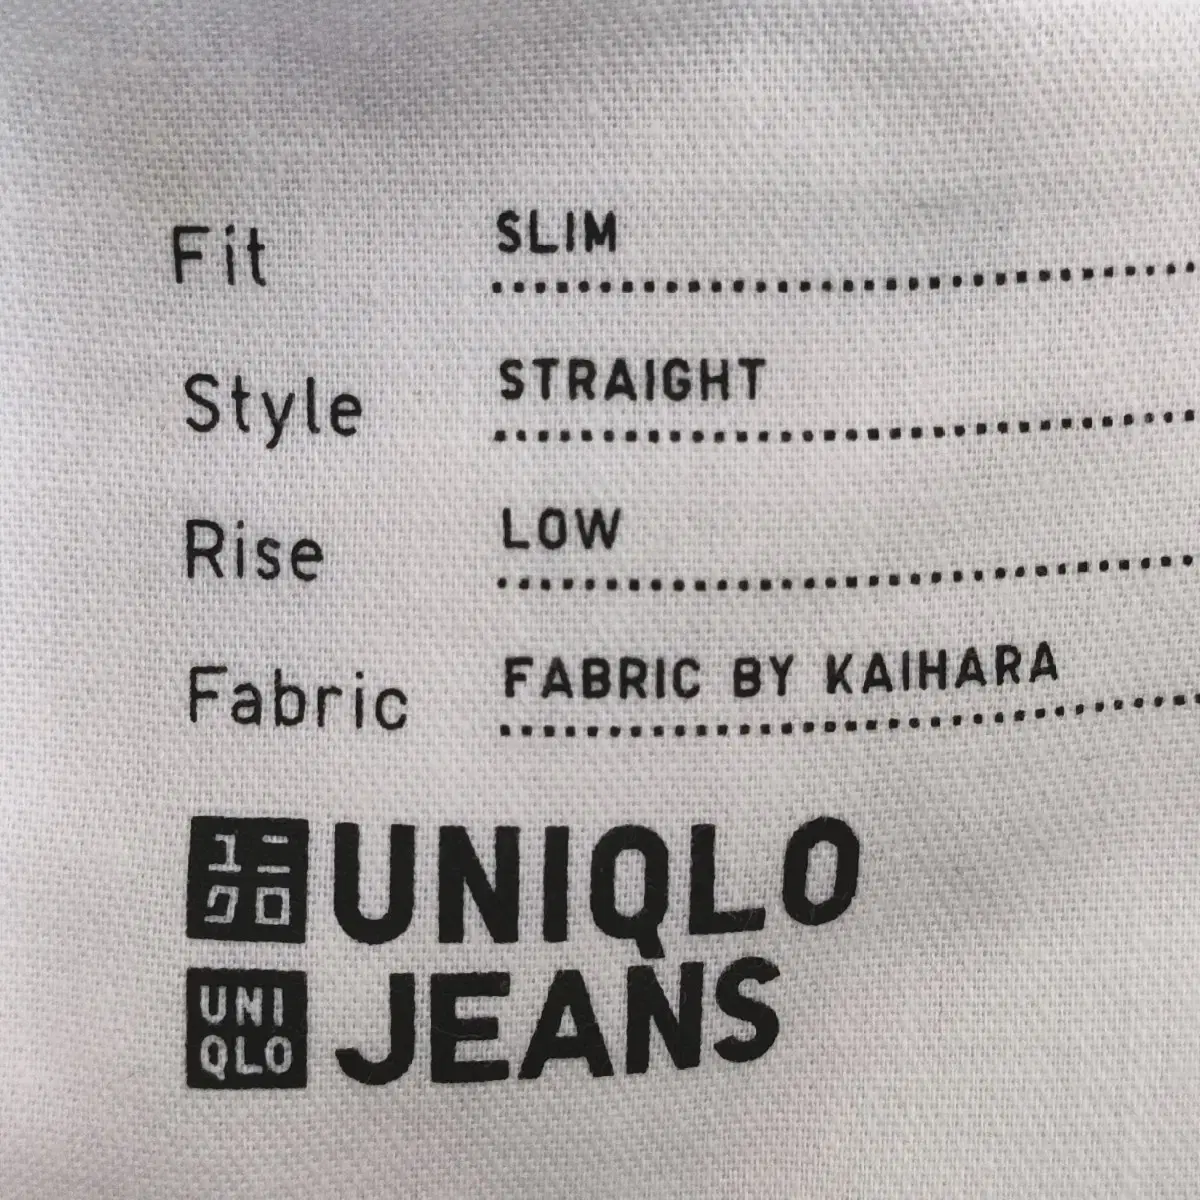 Fit SLIM
Style STRAIGHT
Rise LOW
Fabric FABRIC BY KAIHARA
ユニ
クロ
UNIQLO
UNI
QLO
JEANS